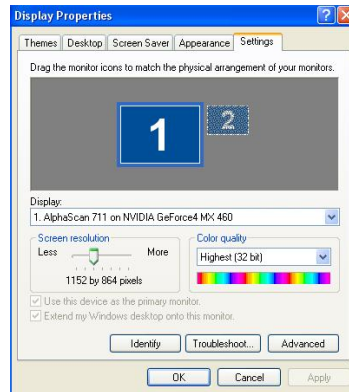 Display Properties
Themes Desktop Screen Saver Appearance Settings
Drag the monitor icons to match the physical arrangement of your monitors.
1 2
Display:
1. AlphaScan 711 on NVIDIA GeForce4 MX 460
Screen resolution
Less More
1152 by 864 pixels
Color quality
Highest (32 bit)
Use this device as the primary monitor.
Extend my Windows desktop onto this monitor.
Identify Troubleshoot... Advanced
OK Cancel Apply